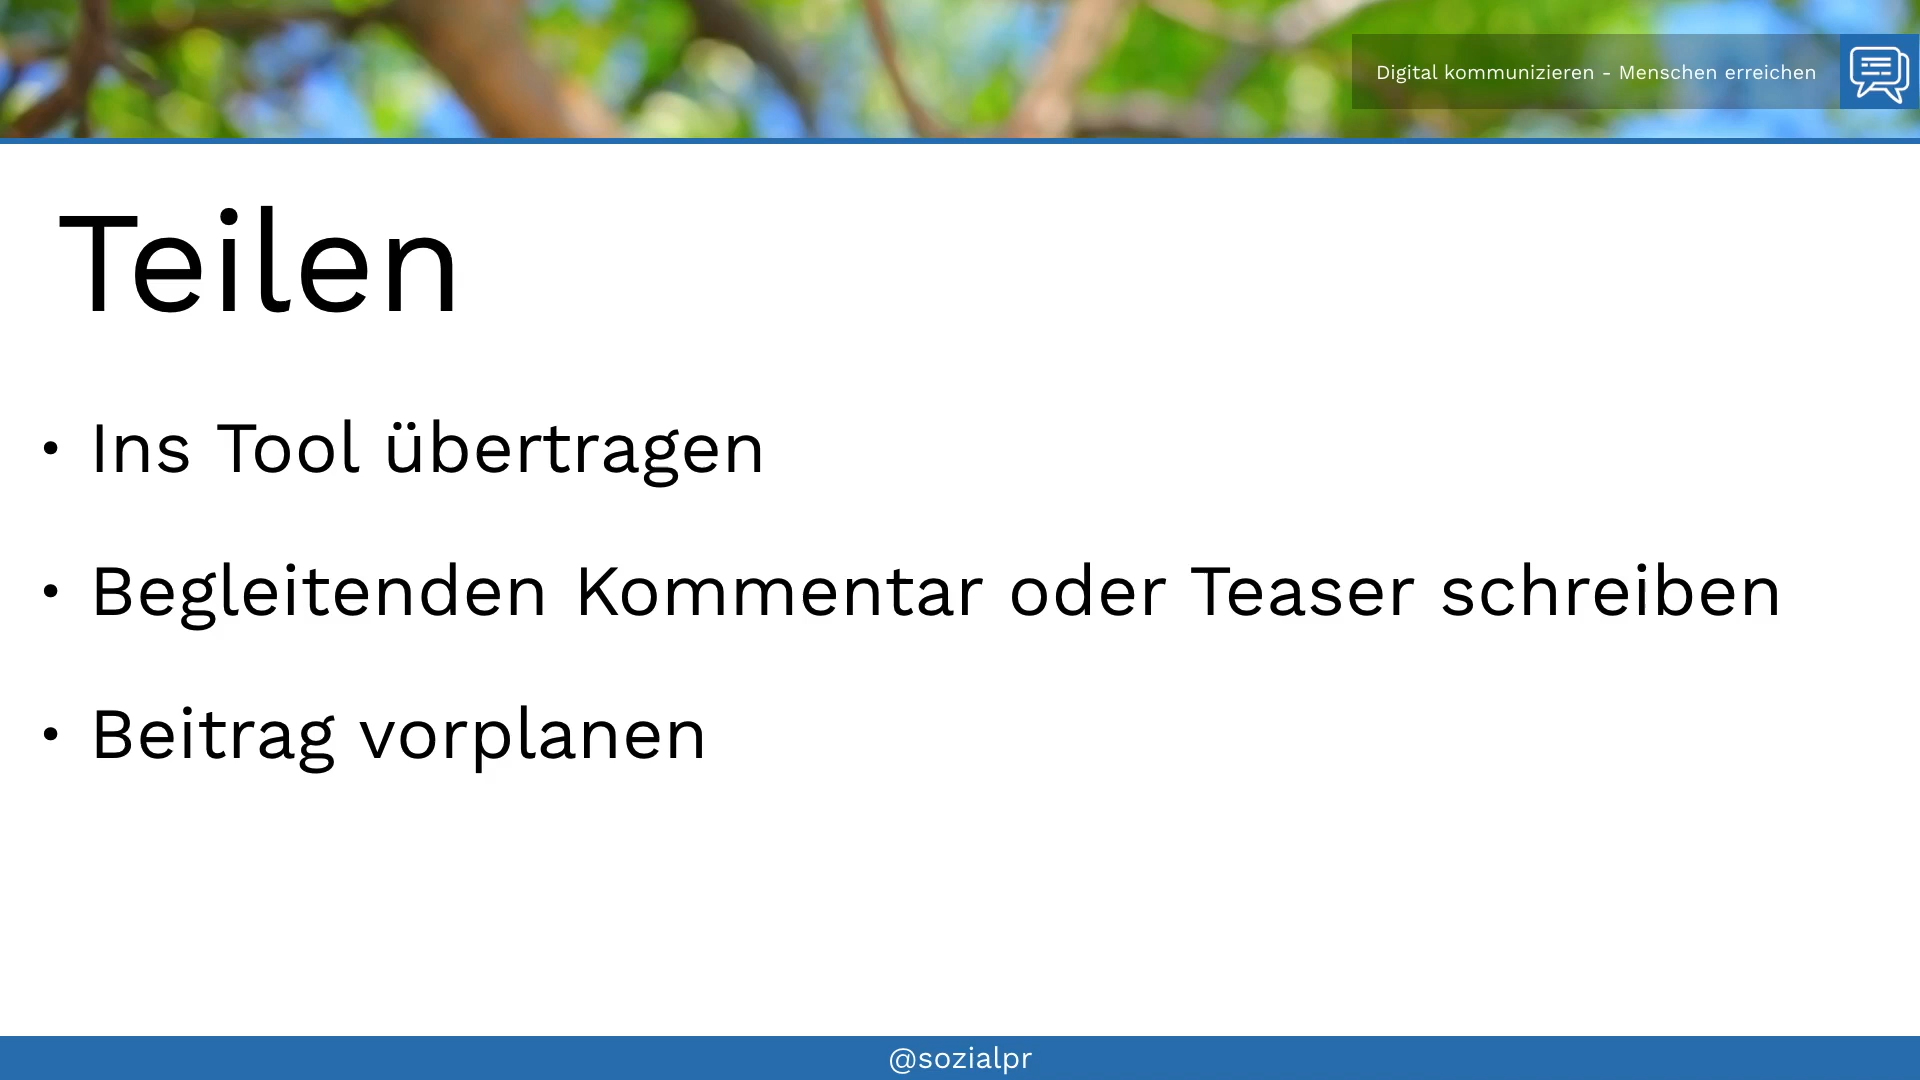 Digital kommunizieren - Menschen erreichen
Teilen
• Ins Tool übertragen
• Begleitenden Kommentar oder Teaser schreiben
• Beitrag vorplanen
@sozialpr